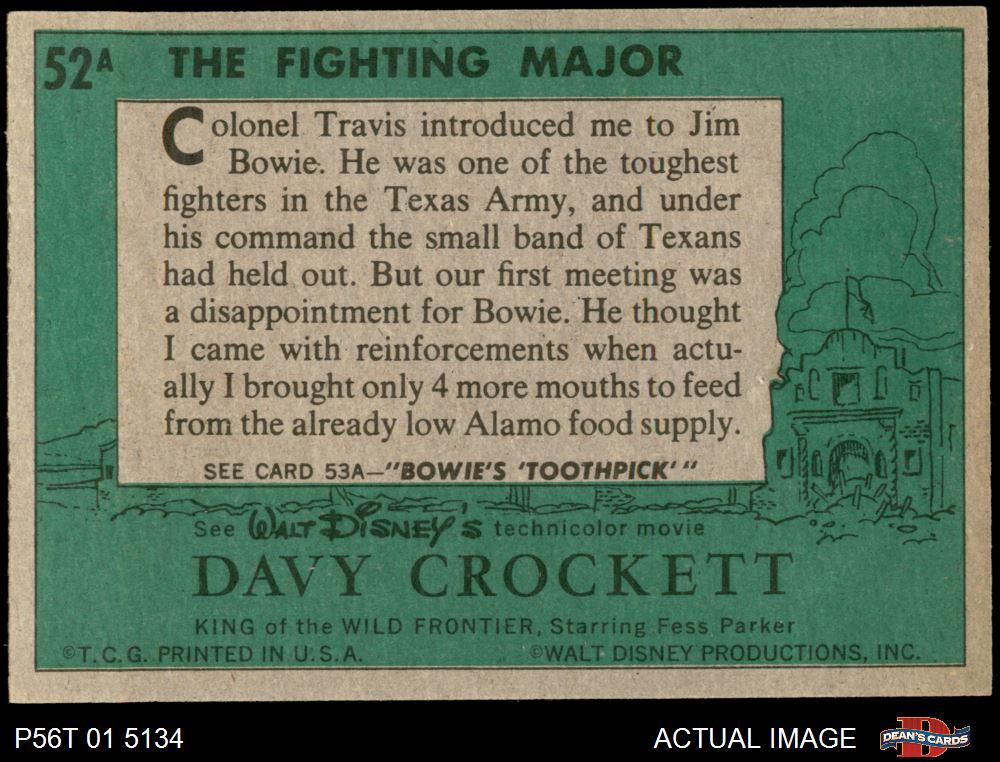 52A THE FIGHTING MAJOR
Colonel Travis introduced me to Jim
Bowie. He was one of the toughest
fighters in the Texas Army, and under
his command the small band of Texans
had held out. But our first meeting was
a disappointment for Bowie. He thought
I came with reinforcements when actu-
ally I brought only 4 more mouths to feed
from the already low Alamo food supply.
SEE CARD 53A—"BOWIE'S 'TOOTHPICK'"
See WALT DISNEY'S technicolor movie
DAVY CROCKETT
KING of the WILD FRONTIER, Starring Fess Parker
©T.C.G. PRINTED IN U.S.A. ©WALT DISNEY PRODUCTIONS, INC.
P56T 01 5134 ACTUAL IMAGE D DEAN'S CARDS